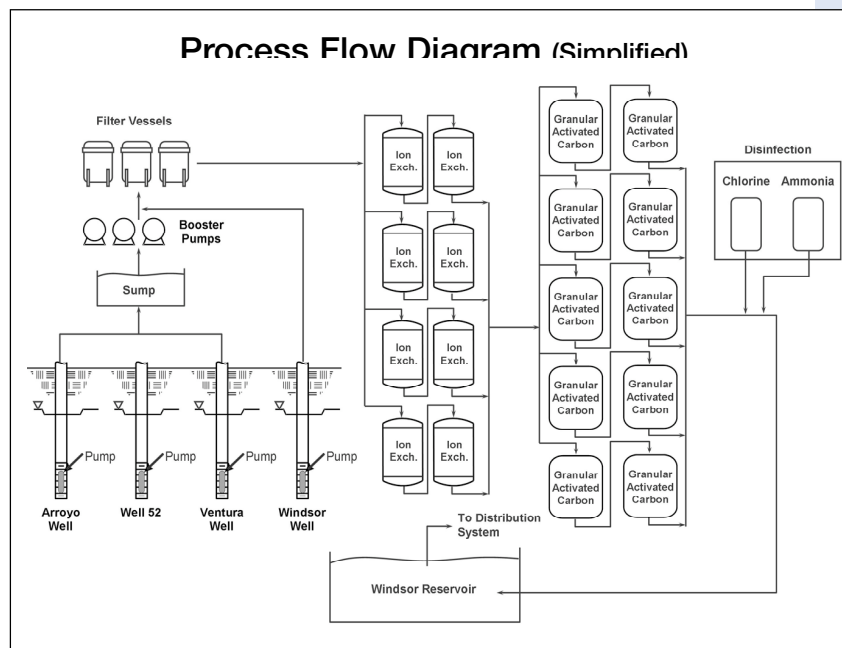 Process Flow Diagram (Simplified)
Filter Vessels
Booster
Pumps
Sump
Pump
Pump
Pump
Pump
Arroyo
Well
Well 52
Ventura
Well
Windsor
Well
Ion
Exch.
Ion
Exch.
Ion
Exch.
Ion
Exch.
Ion
Exch.
Ion
Exch.
Ion
Exch.
Ion
Exch.
Granular
Activated
Carbon
Granular
Activated
Carbon
Granular
Activated
Carbon
Granular
Activated
Carbon
Granular
Activated
Carbon
Granular
Activated
Carbon
Granular
Activated
Carbon
Granular
Activated
Carbon
Granular
Activated
Carbon
Granular
Activated
Carbon
Disinfection
Chlorine Ammonia
To Distribution
System
Windsor Reservoir